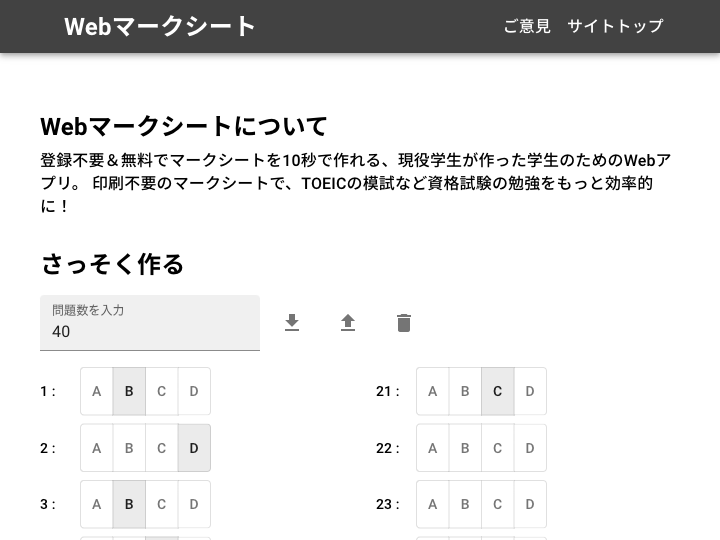 Webマークシート
ご意見 サイトトップ
Webマークシートについて
登録不要＆無料でマークシートを10秒で作れる、現役学生が作った学生のためのWebア
プリ。 印刷不要のマークシートで、TOEICの模試など資格試験の勉強をもっと効率的
に！
さっそく作る
問題数を入力
40
1 : A B C D
21 : A B C D
2 : A B C D
22 : A B C D
3 : A B C D
23 : A B C D